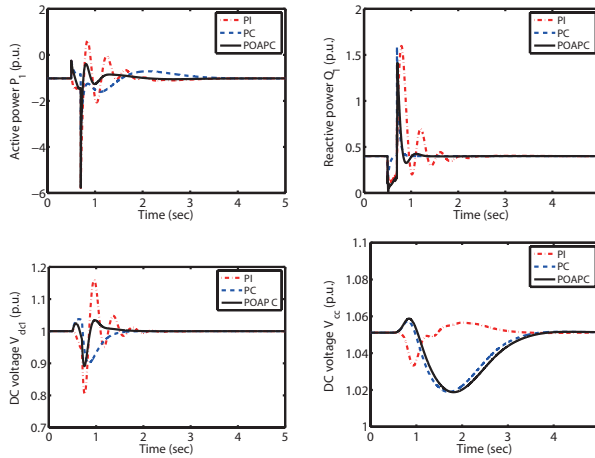 PI
PC
POAPC
Active power P1 (p.u.)
2
0
−2
−4
−6
0 1 2 3 4 5
Time (sec)
PI
PC
POAPC
Reactive power Q1 (p.u.)
2
1.5
1
0.5
0
0 1 2 3 4
Time (sec)
PI
PC
POAP C
DC voltage Vdcl (p.u.)
1.2
1.1
1
0.9
0.8
0.7
0 1 2 3 4 5
Time (sec)
PI
PC
POAPC
DC voltage Vcc (p.u.)
1.1
1.08
1.06
1.04
1.02
1
0 1 2 3 4
Time (sec)